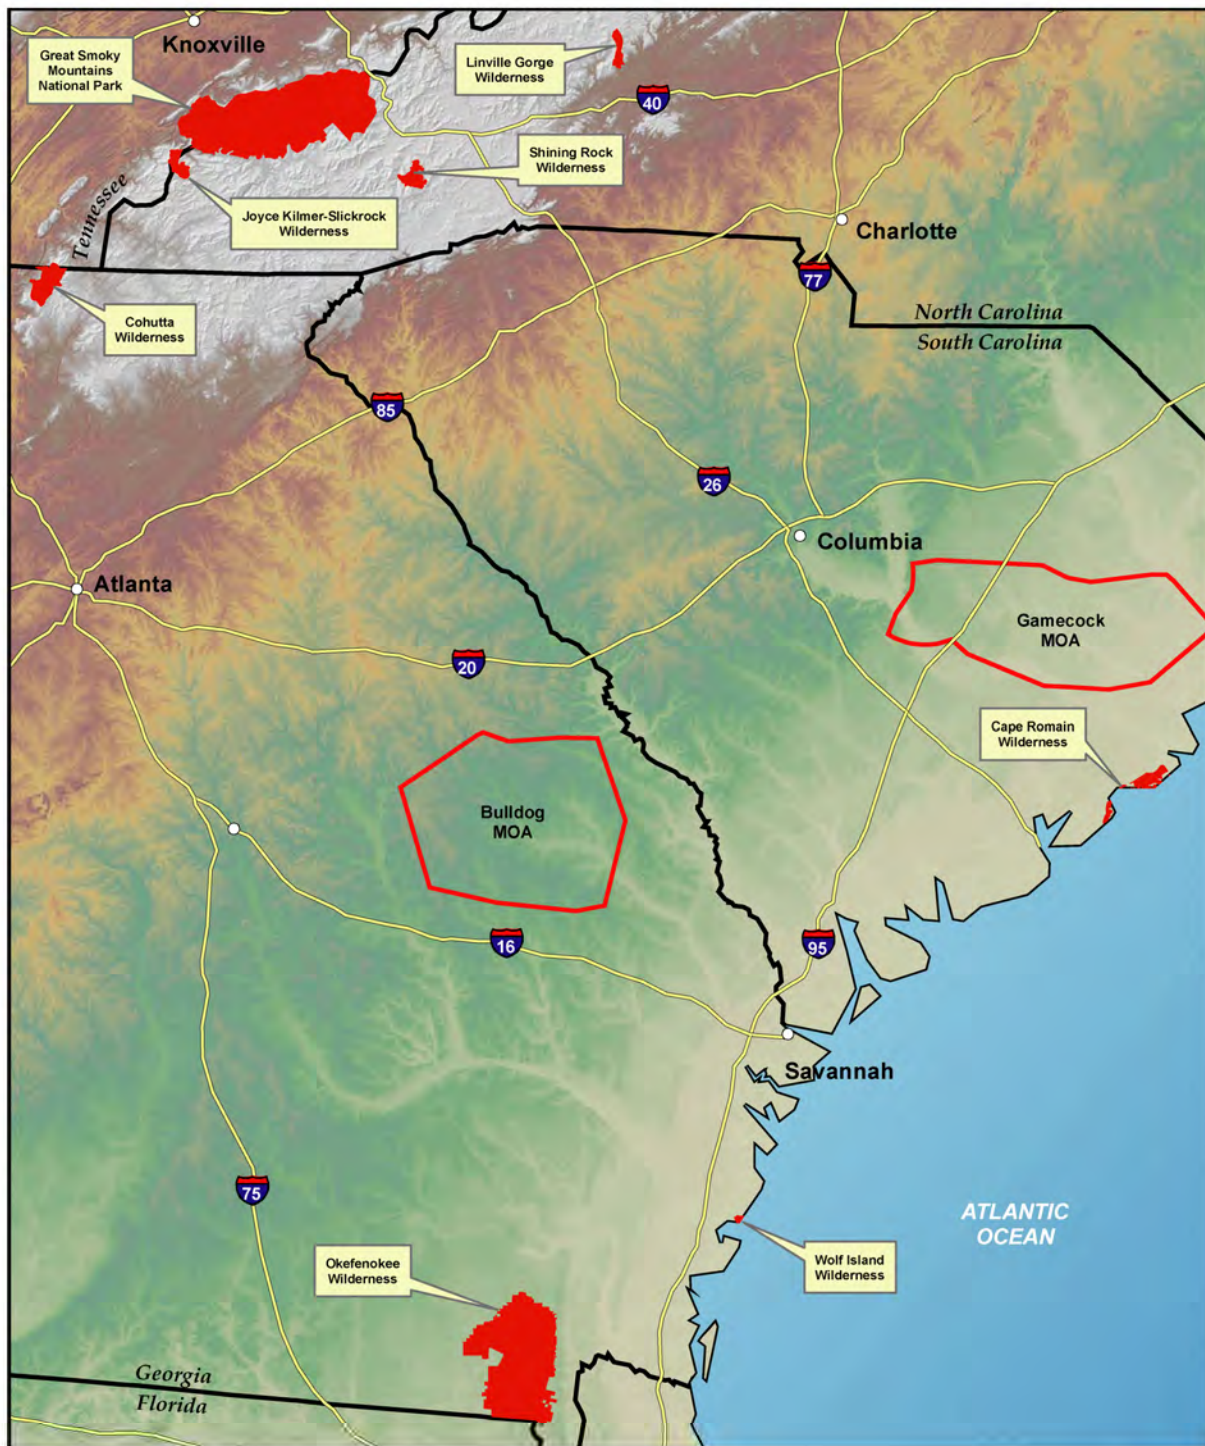 Knoxville
Great Smoky
Mountains
National Park
Linville Gorge
Wilderness
40
Shining Rock
Wilderness
Tennessee
Joyce Kilmer-Slickrock
Wilderness
Charlotte
77
Cohutta
Wilderness
North Carolina
South Carolina
85
26
Columbia
Atlanta
Gamecock
MOA
20
Cape Romain
Wilderness
Bulldog
MOA
16
95
Savannah
75
ATLANTIC
OCEAN
Okefenokee
Wilderness
Wolf Island
Wilderness
Georgia
Florida